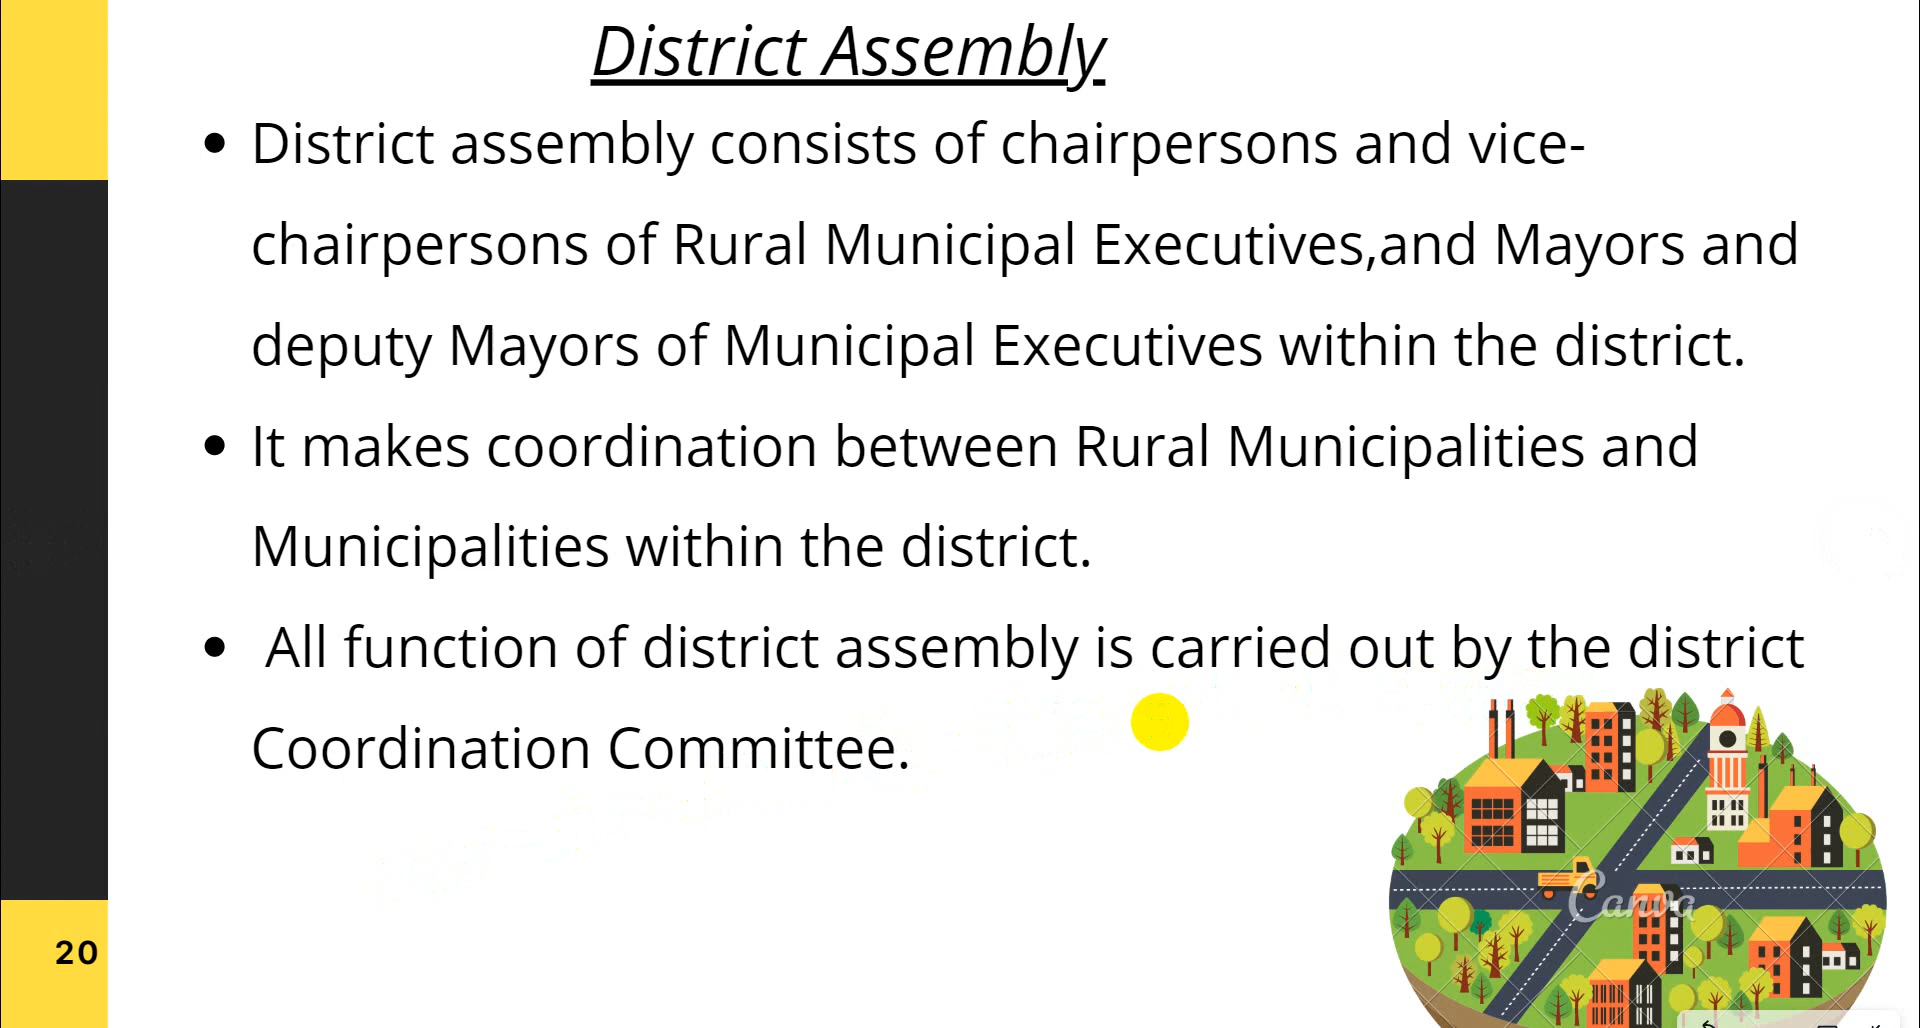 District Assembly
• District assembly consists of chairpersons and vice-
chairpersons of Rural Municipal Executives,and Mayors and
deputy Mayors of Municipal Executives within the district.
• It makes coordination between Rural Municipalities and
Municipalities within the district.
• All function of district assembly is carried out by the district
Coordination Committee.
Canva
20